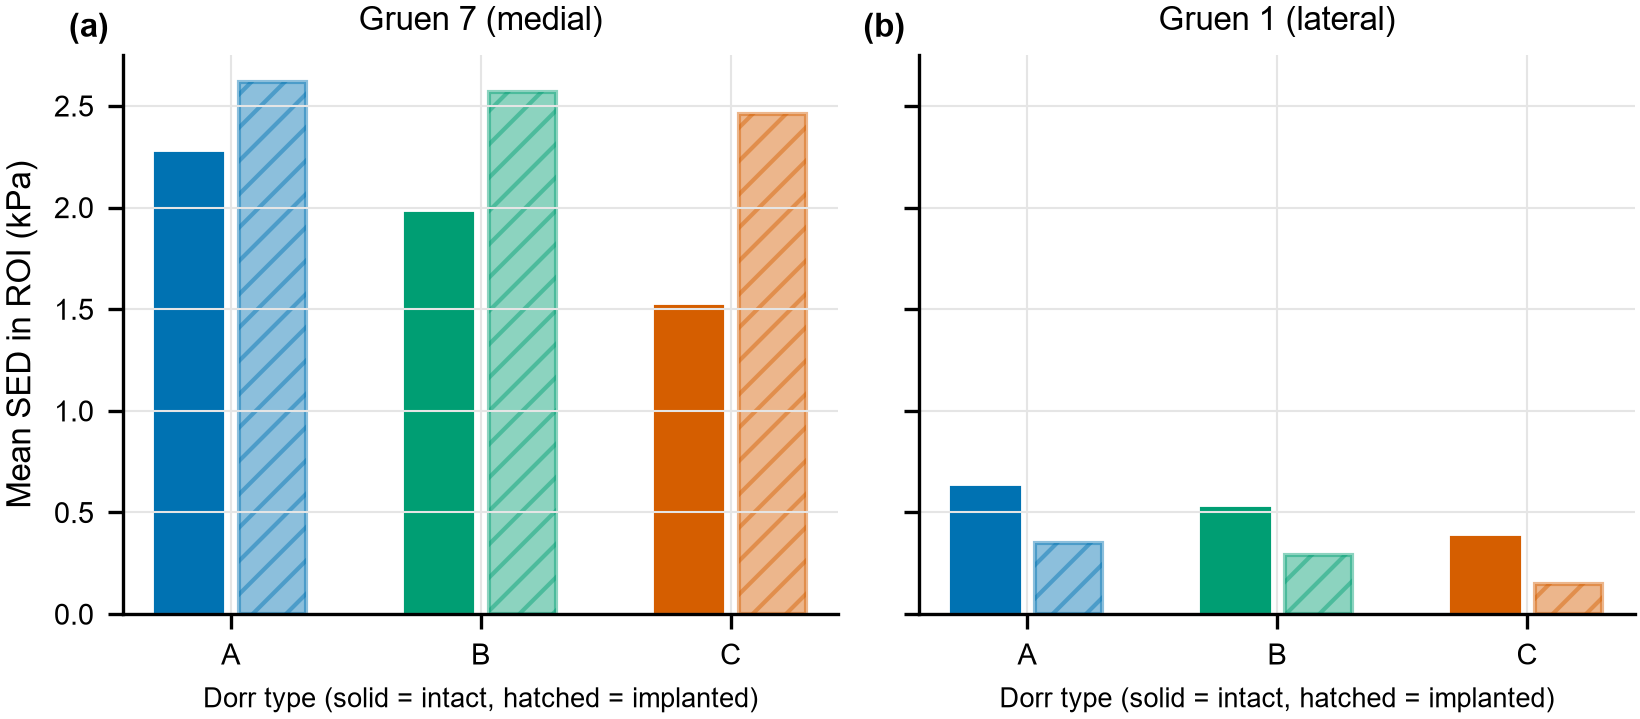 (a)
Gruen 7 (medial)
Mean SED in ROI (kPa)
2.5
2.0
1.5
1.0
0.5
0.0
A
B
C
Dorr type (solid = intact, hatched = implanted)
(b)
Gruen 1 (lateral)
A
B
C
Dorr type (solid = intact, hatched = implanted)